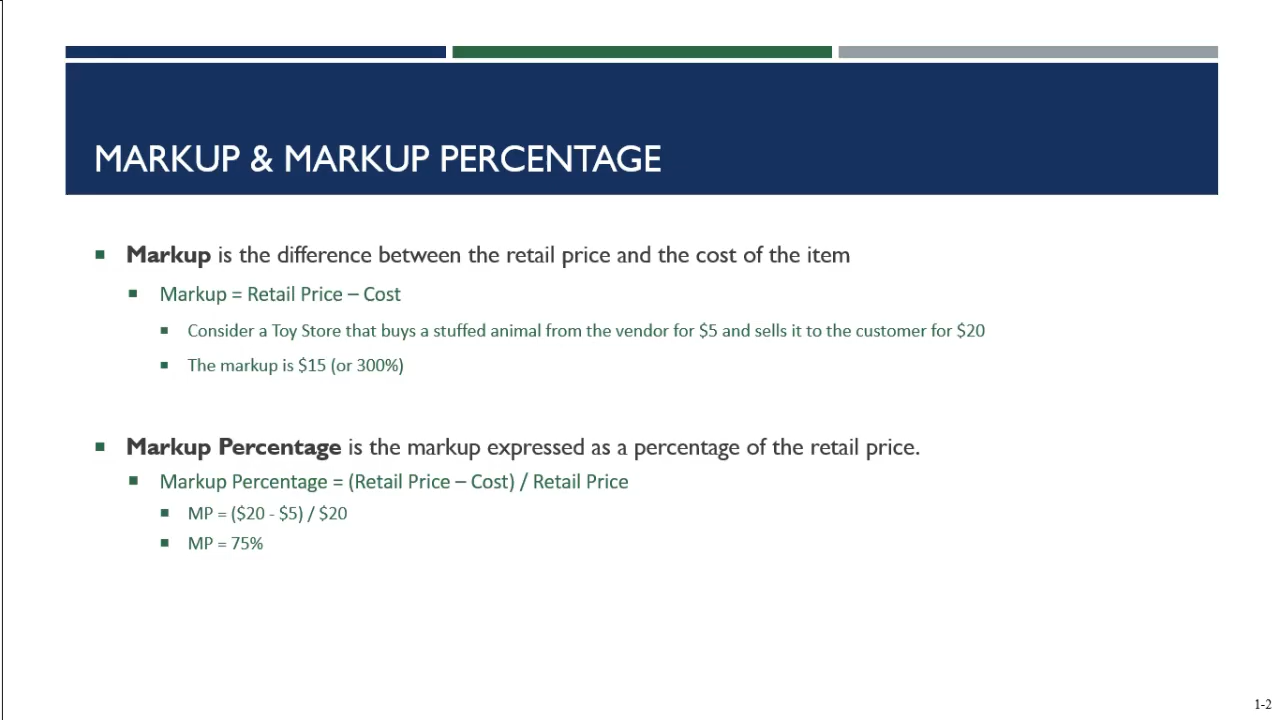 MARKUP & MARKUP PERCENTAGE
Markup is the difference between the retail price and the cost of the item
Markup = Retail Price – Cost
Consider a Toy Store that buys a stuffed animal from the vendor for $5 and sells it to the customer for $20
The markup is $15 (or 300%)
Markup Percentage is the markup expressed as a percentage of the retail price.
Markup Percentage = (Retail Price – Cost) / Retail Price
MP = ($20 - $5) / $20
MP = 75%
1-2